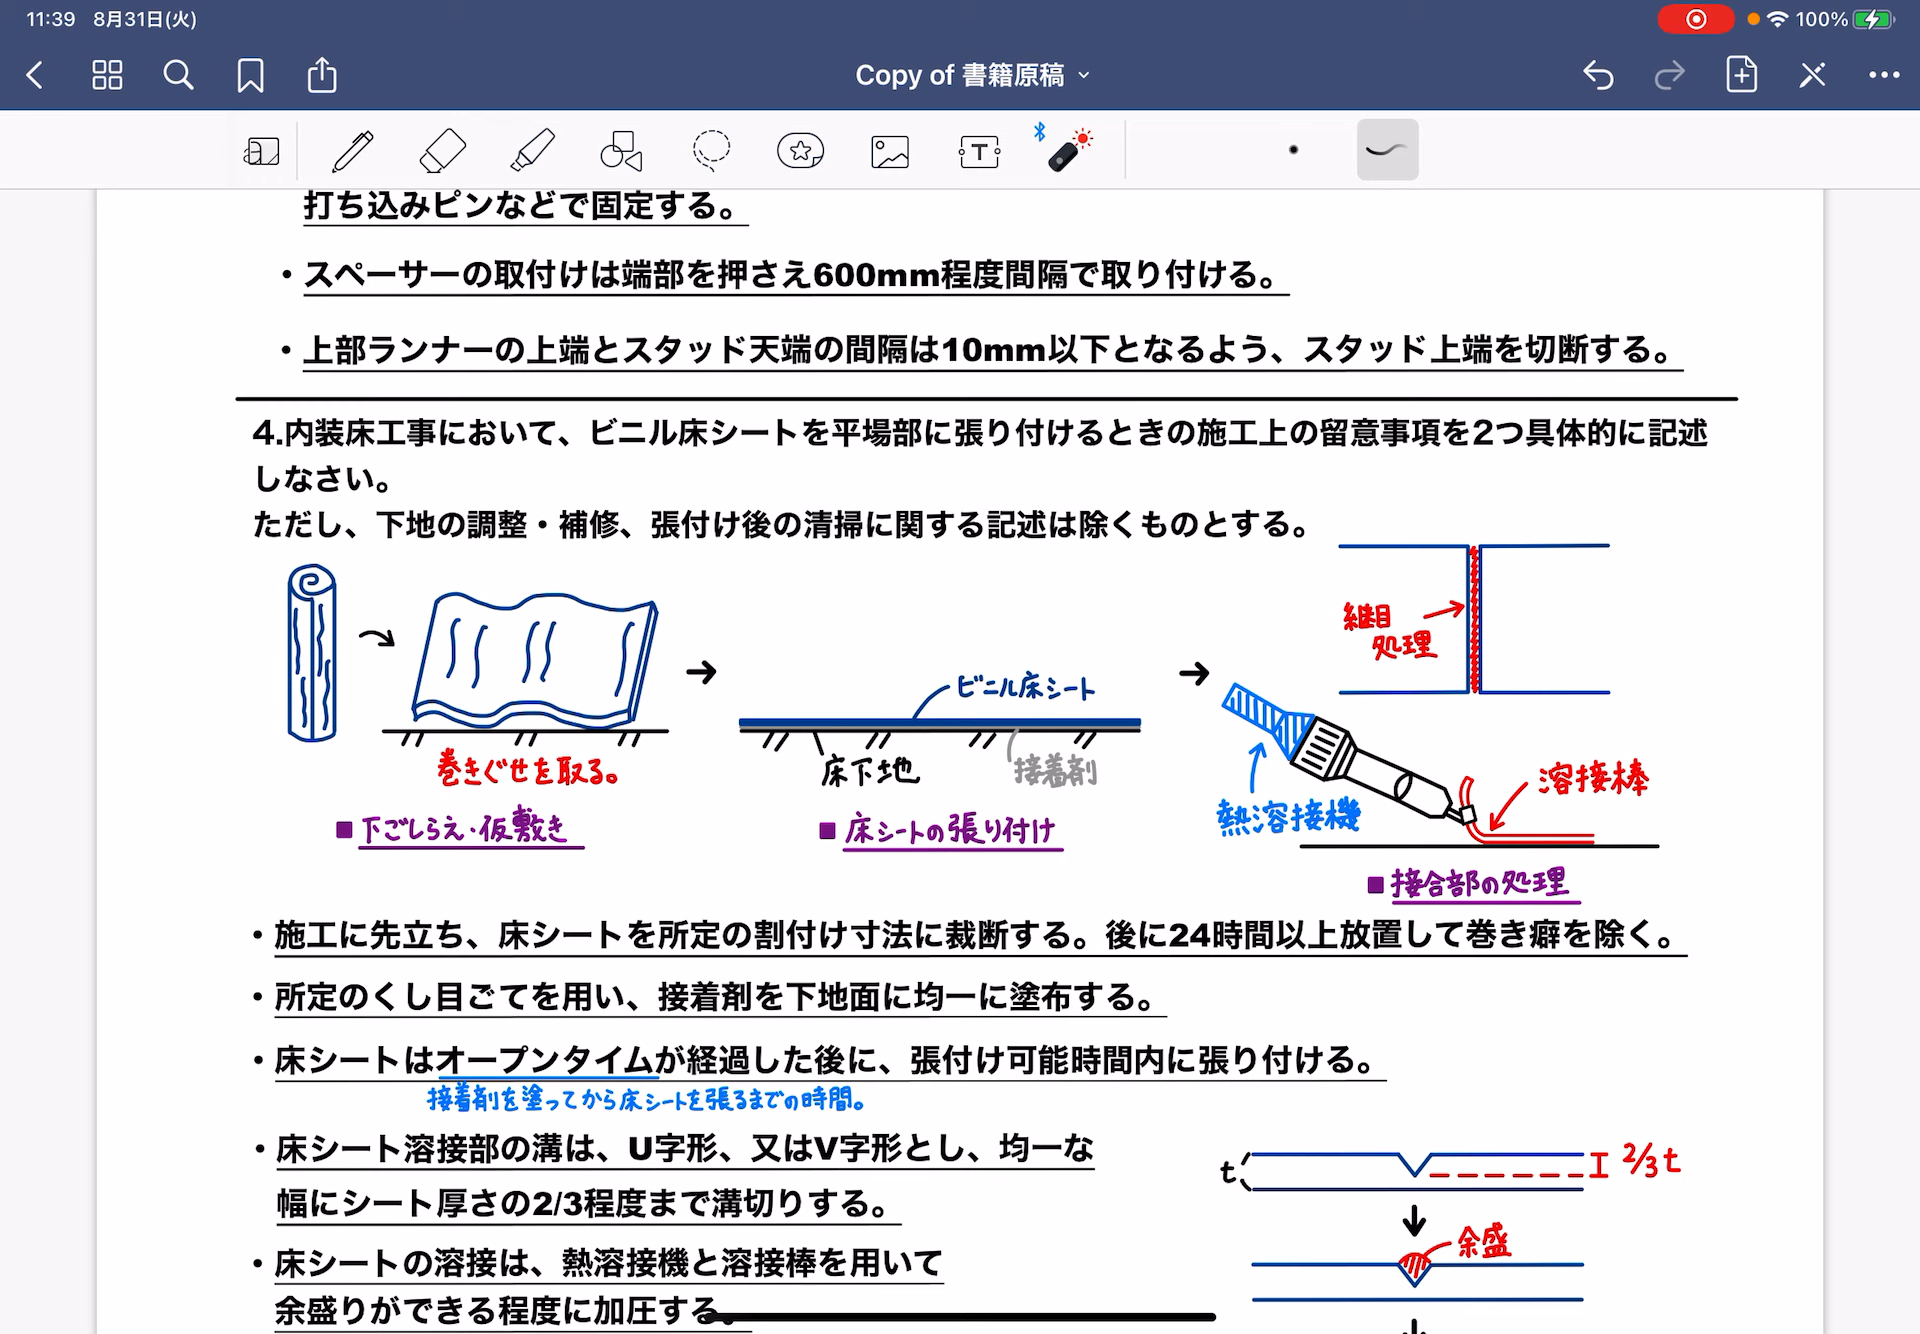 11:39 8月31日(火)
100%
Copy of 書籍原稿
打ち込みピンなどで固定する。
・スペーサーの取付けは端部を押さえ600mm程度間隔で取り付ける。
・上部ランナーの上端とスタッド天端の間隔は10mm以下となるよう、スタッド上端を切断する。
4.内装床工事において、ビニル床シートを平場部に張り付けるときの施工上の留意事項を2つ具体的に記述
しなさい。
ただし、下地の調整・補修、張付け後の清掃に関する記述は除くものとする。
巻きぐせを取る。
■下ごしらえ・仮敷き
ビニル床シート
床下地
接着剤
■床シートの張り付け
継目
処理
熱溶接機
溶接棒
■接合部の処理
・施工に先立ち、床シートを所定の割付け寸法に裁断する。後に24時間以上放置して巻き癖を除く。
・所定のくし目ごてを用い、接着剤を下地面に均一に塗布する。
・床シートはオープンタイムが経過した後に、張付け可能時間内に張り付ける。
接着剤を塗ってから床シートを張るまでの時間。
・床シート溶接部の溝は、U字形、又はV字形とし、均一な
幅にシート厚さの2/3程度まで溝切りする。
t
2/3t
余盛
・床シートの溶接は、熱溶接機と溶接棒を用いて
余盛りができる程度に加圧する。